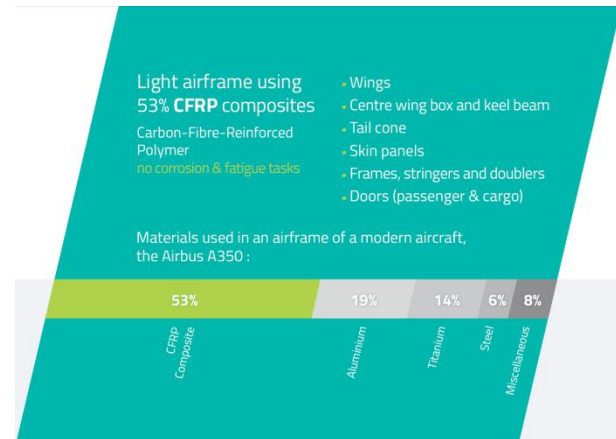 Light airframe using
53% CFRP composites
Carbon-Fibre-Reinforced
Polymer
no corrosion & fatigue tasks
• Wings
• Centre wing box and keel beam
• Tail cone
• Skin panels
• Frames, stringers and doublers
• Doors (passenger & cargo)
Materials used in an airframe of a modern aircraft,
the Airbus A350 :
53% 19% 14% 6% 8%
CFRP
Composite
Aluminium
Titanium
Steel
Miscellaneous